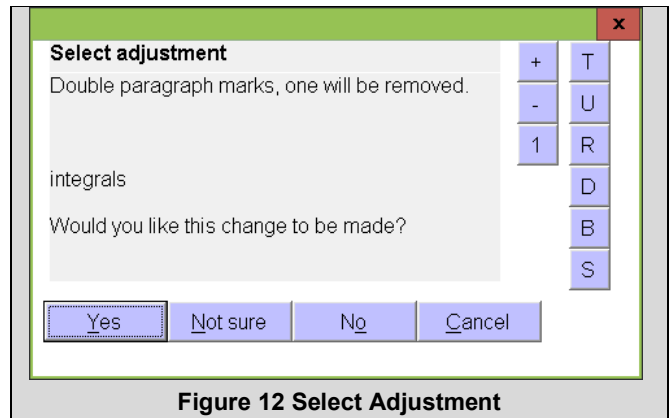 x
Select adjustment
Double paragraph marks, one will be removed.
integrals
Would you like this change to be made?
+
-
1
T
U
R
D
B
S
Yes
Not sure
No
Cancel
Figure 12 Select Adjustment